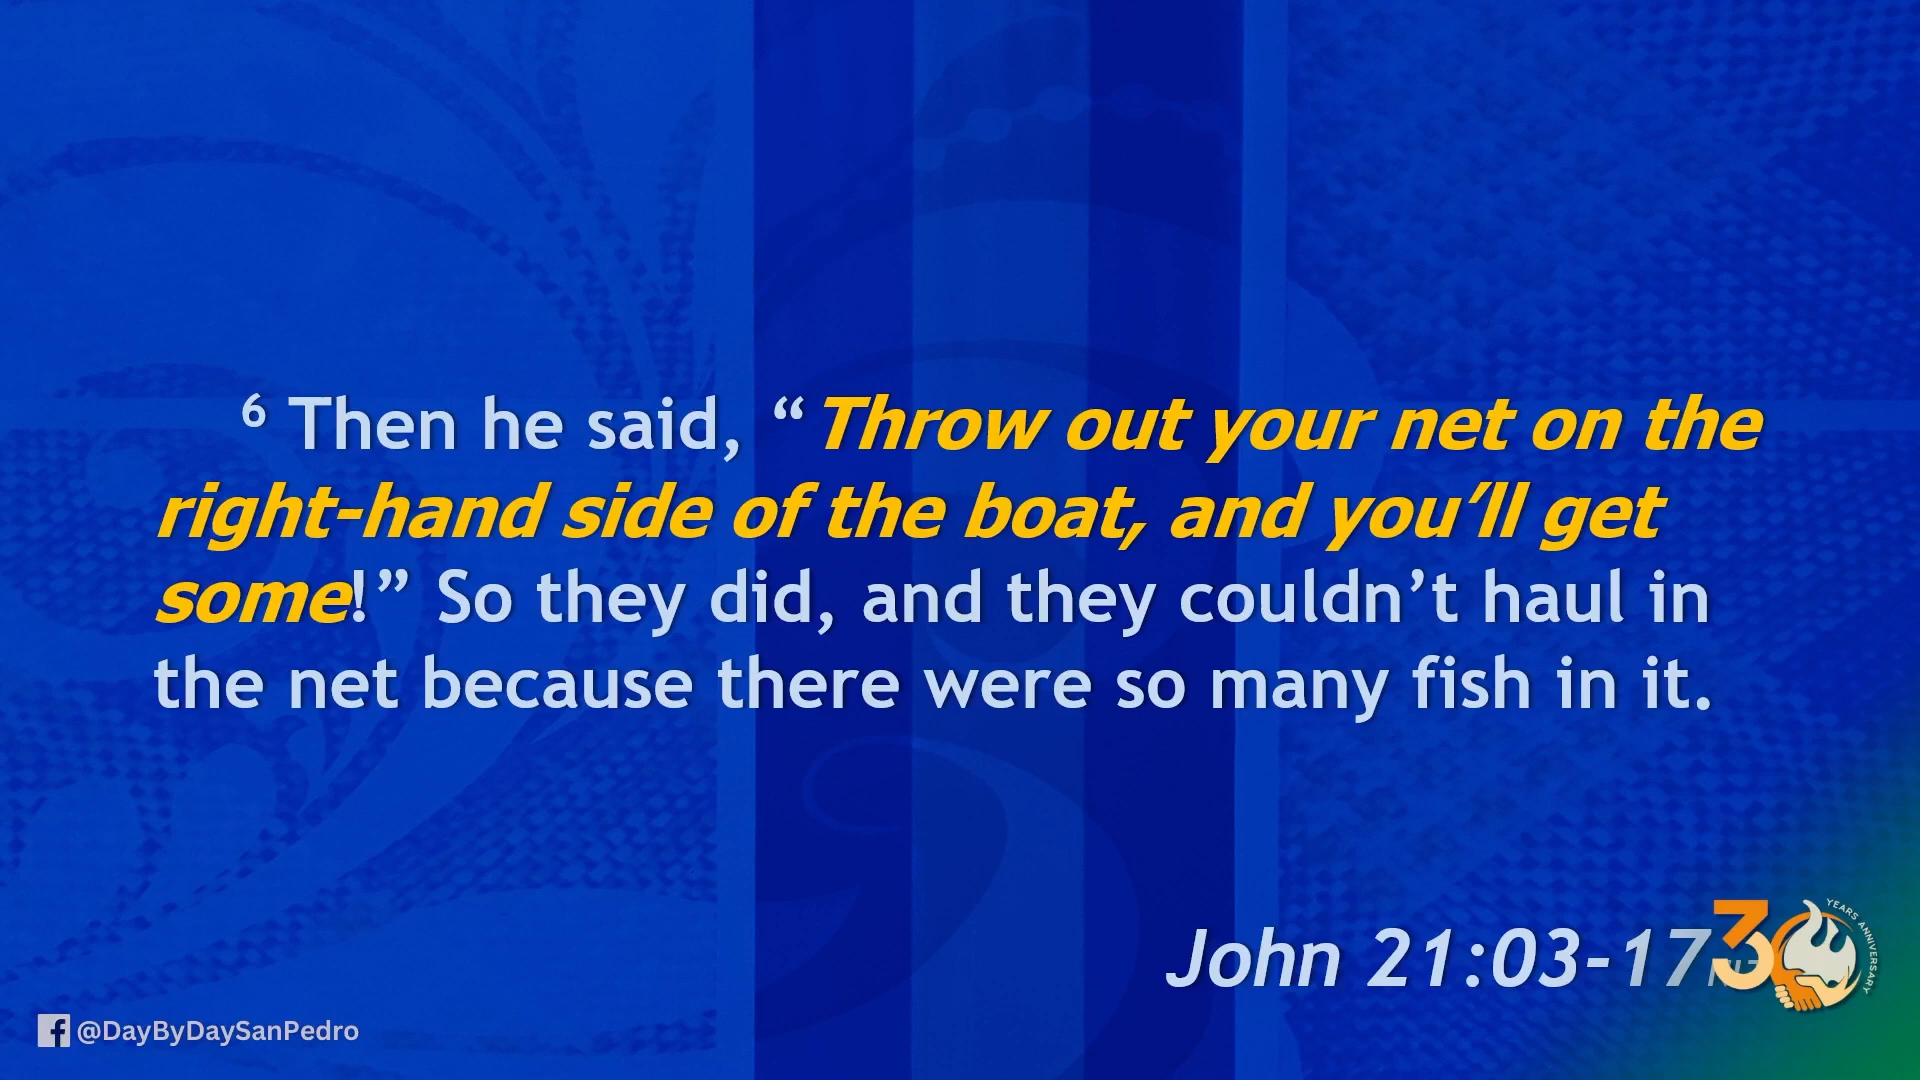 6 Then he said, “Throw out your net on the
right-hand side of the boat, and you’ll get
some!” So they did, and they couldn’t haul in
the net because there were so many fish in it.
John 21:03-17
30
YEARS ANNIVERSARY
@DayByDaySanPedro